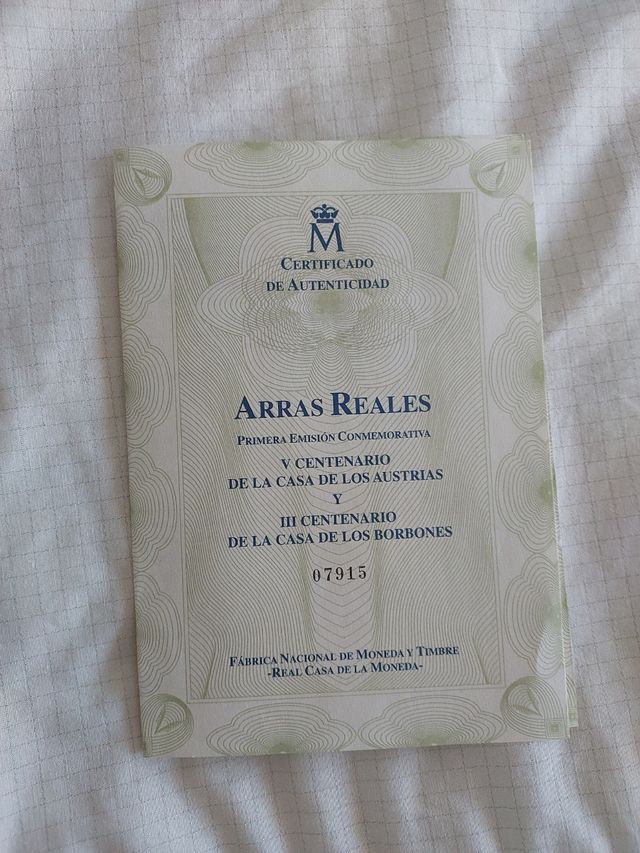 M
CERTIFICADO
DE AUTENTICIDAD
ARRAS REALES
PRIMERA EMISIÓN CONMEMORATIVA
V CENTENARIO
DE LA CASA DE LOS AUSTRIAS
Y
III CENTENARIO
DE LA CASA DE LOS BORBONES
07915
FÁBRICA NACIONAL DE MONEDA Y TIMBRE
-REAL CASA DE LA MONEDA-